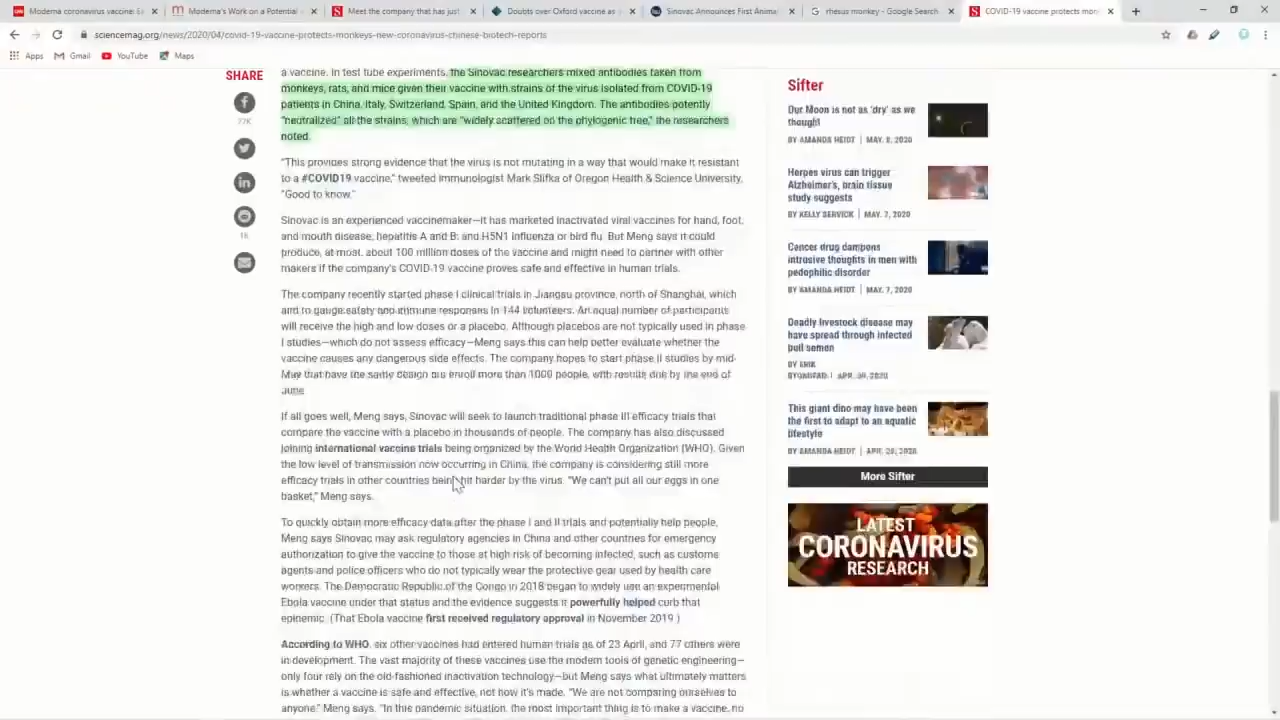 Moderna coronavirus vaccine as
Moderna's Work on a Potential
Meet the company that has just
Doubts over Oxford vaccine as
Sinovac Announces First Anima
rhesus monkey - Google Search
COVID-19 vaccine protects mon
sciencemag.org/news/2020/04/covid-19-vaccine-protects-monkeys-new-coronavirus-chinese-biotech-reports
Apps
Gmail
YouTube
Maps
SHARE
77K
1K
a vaccine. In test tube experiments, the Sinovac researchers mixed antibodies taken from
monkeys, rats, and mice given their vaccine with strains of the virus isolated from COVID-19
patients in China, Italy, Switzerland, Spain, and the United Kingdom. The antibodies potently
"neutralized" all the strains, which are "widely scattered on the phylogenic tree," the researchers
noted.
"This provides strong evidence that the virus is not mutating in a way that would make it resistant
to a #COVID19 vaccine," tweeted immunologist Mark Slifka of Oregon Health & Science University.
"Good to know."
Sinovac is an experienced vaccinemaker—it has marketed inactivated viral vaccines for hand, foot,
and mouth disease; hepatitis A and B; and H5N1 influenza or bird flu. But Meng says it could
produce, at most, about 100 million doses of the vaccine and might need to partner with other
makers if the company's COVID-19 vaccine proves safe and effective in human trials.
The company recently started phase I clinical trials in Jiangsu province, north of Shanghai, which
aim to gauge safety and immune responses in 144 volunteers. An equal number of participants
will receive the high and low doses or a placebo. Although placebos are not typically used in phase
I studies—which do not assess efficacy—Meng says this can help better evaluate whether the
vaccine causes any dangerous side effects. The company hopes to start phase II studies by mid-
May that have the same design but enroll more than 1000 people, with results due by the end of
June.
If all goes well, Meng says, Sinovac will seek to launch traditional phase III efficacy trials that
compare the vaccine with a placebo in thousands of people. The company has also discussed
joining international vaccine trials being organized by the World Health Organization (WHO). Given
the low level of transmission now occurring in China, the company is considering still more
efficacy trials in other countries being hit harder by the virus. "We can't put all our eggs in one
basket," Meng says.
To quickly obtain more efficacy data after the phase I and II trials and potentially help people,
Meng says Sinovac may ask regulatory agencies in China and other countries for emergency
authorization to give the vaccine to those at high risk of becoming infected, such as customs
agents and police officers who do not typically wear the protective gear used by health care
workers. The Democratic Republic of the Congo in 2018 began to widely use an experimental
Ebola vaccine under that status and the evidence suggests it powerfully helped curb that
epidemic. (That Ebola vaccine first received regulatory approval in November 2019.)
According to WHO, six other vaccines had entered human trials as of 23 April, and 77 others were
in development. The vast majority of these vaccines use the modern tools of genetic engineering—
only four rely on the old-fashioned inactivation technology—but Meng says what ultimately matters
is whether a vaccine is safe and effective, not how it's made. "We are not comparing ourselves to
anyone," Meng says. "In this pandemic situation, the most important thing is to make a vaccine, no
Sifter
Our Moon is not as 'dry' as we
thought
BY AMANDA HEIDT | MAY. 8, 2020
Herpes virus can trigger
Alzheimer's, brain tissue
study suggests
BY KELLY SERVICK | MAY. 7, 2020
Cancer drug dampens
intrusive thoughts in men with
pedophilic disorder
BY AMANDA HEIDT | MAY. 7, 2020
Deadly livestock disease may
have spread through infected
bull semen
BY ERIK
| APR. 30, 2020
This giant dino may have been
the first to adapt to an aquatic
lifestyle
BY AMANDA HEIDT | APR. 29, 2020
More Sifter
LATEST
CORONAVIRUS
RESEARCH